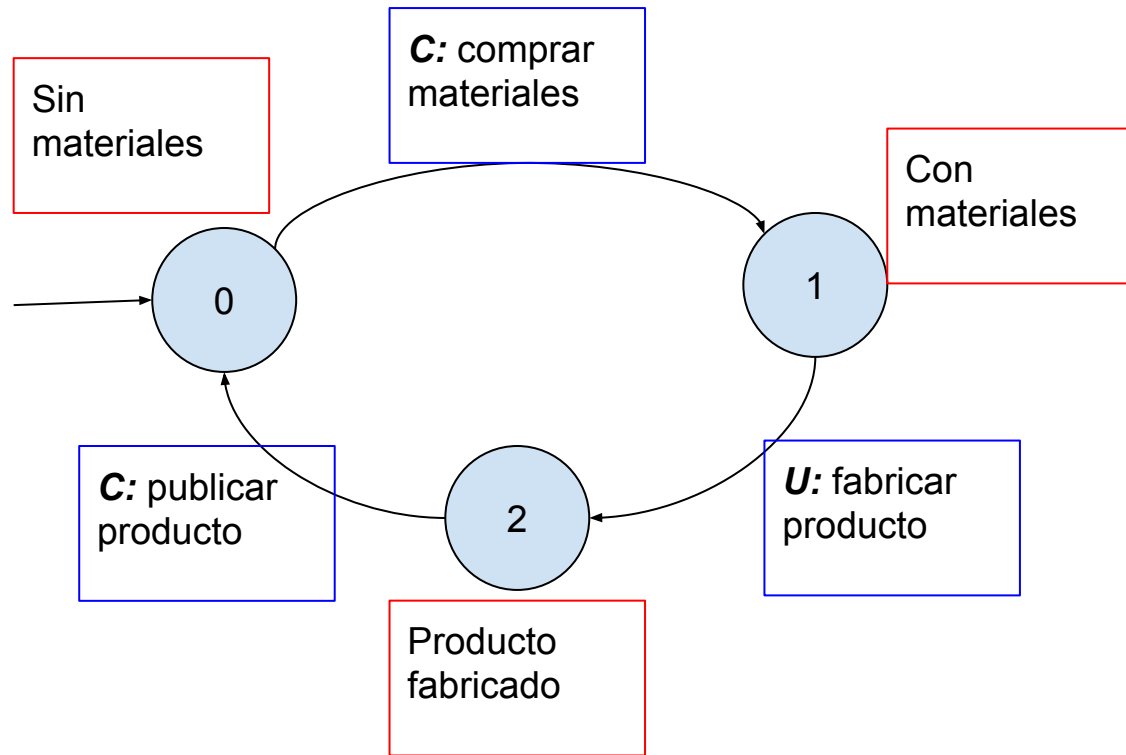 Sin
materiales
C: comprar
materiales
Con
materiales
0
1
C: publicar
producto
2
U: fabricar
producto
Producto
fabricado